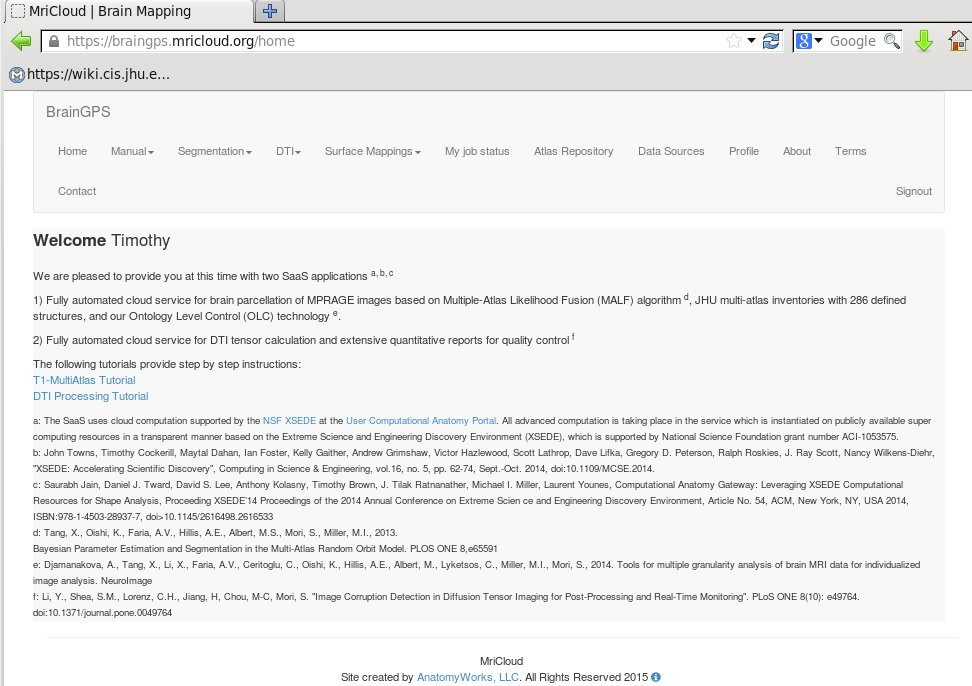 MriCloud | Brain Mapping
https://braingps.mricloud.org/home
Google
https://wiki.cis.jhu.e...
BrainGPS
Home Manual Segmentation DTI Surface Mappings My job status Atlas Repository Data Sources Profile About Terms
Contact Signout
Welcome Timothy
We are pleased to provide you at this time with two SaaS applications a, b, c
1) Fully automated cloud service for brain parcellation of MPRAGE images based on Multiple-Atlas Likelihood Fusion (MALF) algorithm d, JHU multi-atlas inventories with 286 defined
structures, and our Ontology Level Control (OLC) technology e.
2) Fully automated cloud service for DTI tensor calculation and extensive quantitative reports for quality control f
The following tutorials provide step by step instructions:
T1-MultiAtlas Tutorial
DTI Processing Tutorial
a: The SaaS uses cloud computation supported by the NSF XSEDE at the User Computational Anatomy Portal. All advanced computation is taking place in the service which is instantiated on publicly available super
computing resources in a transparent manner based on the Extreme Science and Engineering Discovery Environment (XSEDE), which is supported by National Science Foundation grant number ACI-1053575.
b: John Towns, Timothy Cockerill, Maytal Dahan, Ian Foster, Kelly Gaither, Andrew Grimshaw, Victor Hazlewood, Scott Lathrop, Dave Lifka, Gregory D. Peterson, Ralph Roskies, J. Ray Scott, Nancy Wilkens-Diehr,
"XSEDE: Accelerating Scientific Discovery", Computing in Science & Engineering, vol.16, no. 5, pp. 62-74, Sept.-Oct. 2014, doi:10.1109/MCSE.2014.
c: Saurabh Jain, Daniel J. Tward, David S. Lee, Anthony Kolasny, Timothy Brown, J. Tilak Ratnanather, Michael I. Miller, Laurent Younes, Computational Anatomy Gateway: Leveraging XSEDE Computational
Resources for Shape Analysis, Proceeding XSEDE'14 Proceedings of the 2014 Annual Conference on Extreme Scien ce and Engineering Discovery Environment, Article No. 54, ACM, New York, NY, USA 2014,
ISBN:978-1-4503-28937-7, doi>10.1145/2616498.2616533
d: Tang, X., Oishi, K., Faria, A.V., Hillis, A.E., Albert, M.S., Mori, S., Miller, M.I., 2013.
Bayesian Parameter Estimation and Segmentation in the Multi-Atlas Random Orbit Model. PLOS ONE 8,e65591
e: Djamanakova, A., Tang, X., Li, X., Faria, A.V., Ceritoglu, C., Oishi, K., Hillis, A.E., Albert, M., Lyketsos, C., Miller, M.I., Mori, S., 2014. Tools for multiple granularity analysis of brain MRI data for individualized
image analysis. NeuroImage
f: Li, Y., Shea, S.M., Lorenz, C.H., Jiang, H, Chou, M-C, Mori, S. "Image Corruption Detection in Diffusion Tensor Imaging for Post-Processing and Real-Time Monitoring". PLoS ONE 8(10): e49764.
doi:10.1371/journal.pone.0049764
MriCloud
Site created by AnatomyWorks, LLC. All Rights Reserved 2015